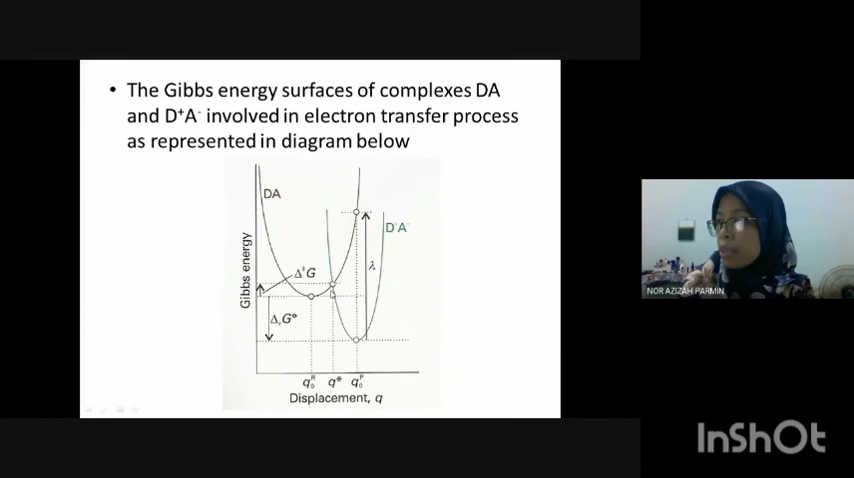 • The Gibbs energy surfaces of complexes DA
and D⁺A⁻ involved in electron transfer process
as represented in diagram below
DA
D⁺A⁻
Gibbs energy
Δ‡G
λ
ΔᵣG°
q₀ᴿ q* q₀ᴾ
Displacement, q
NOR AZIZAH PARMIN
InShOt